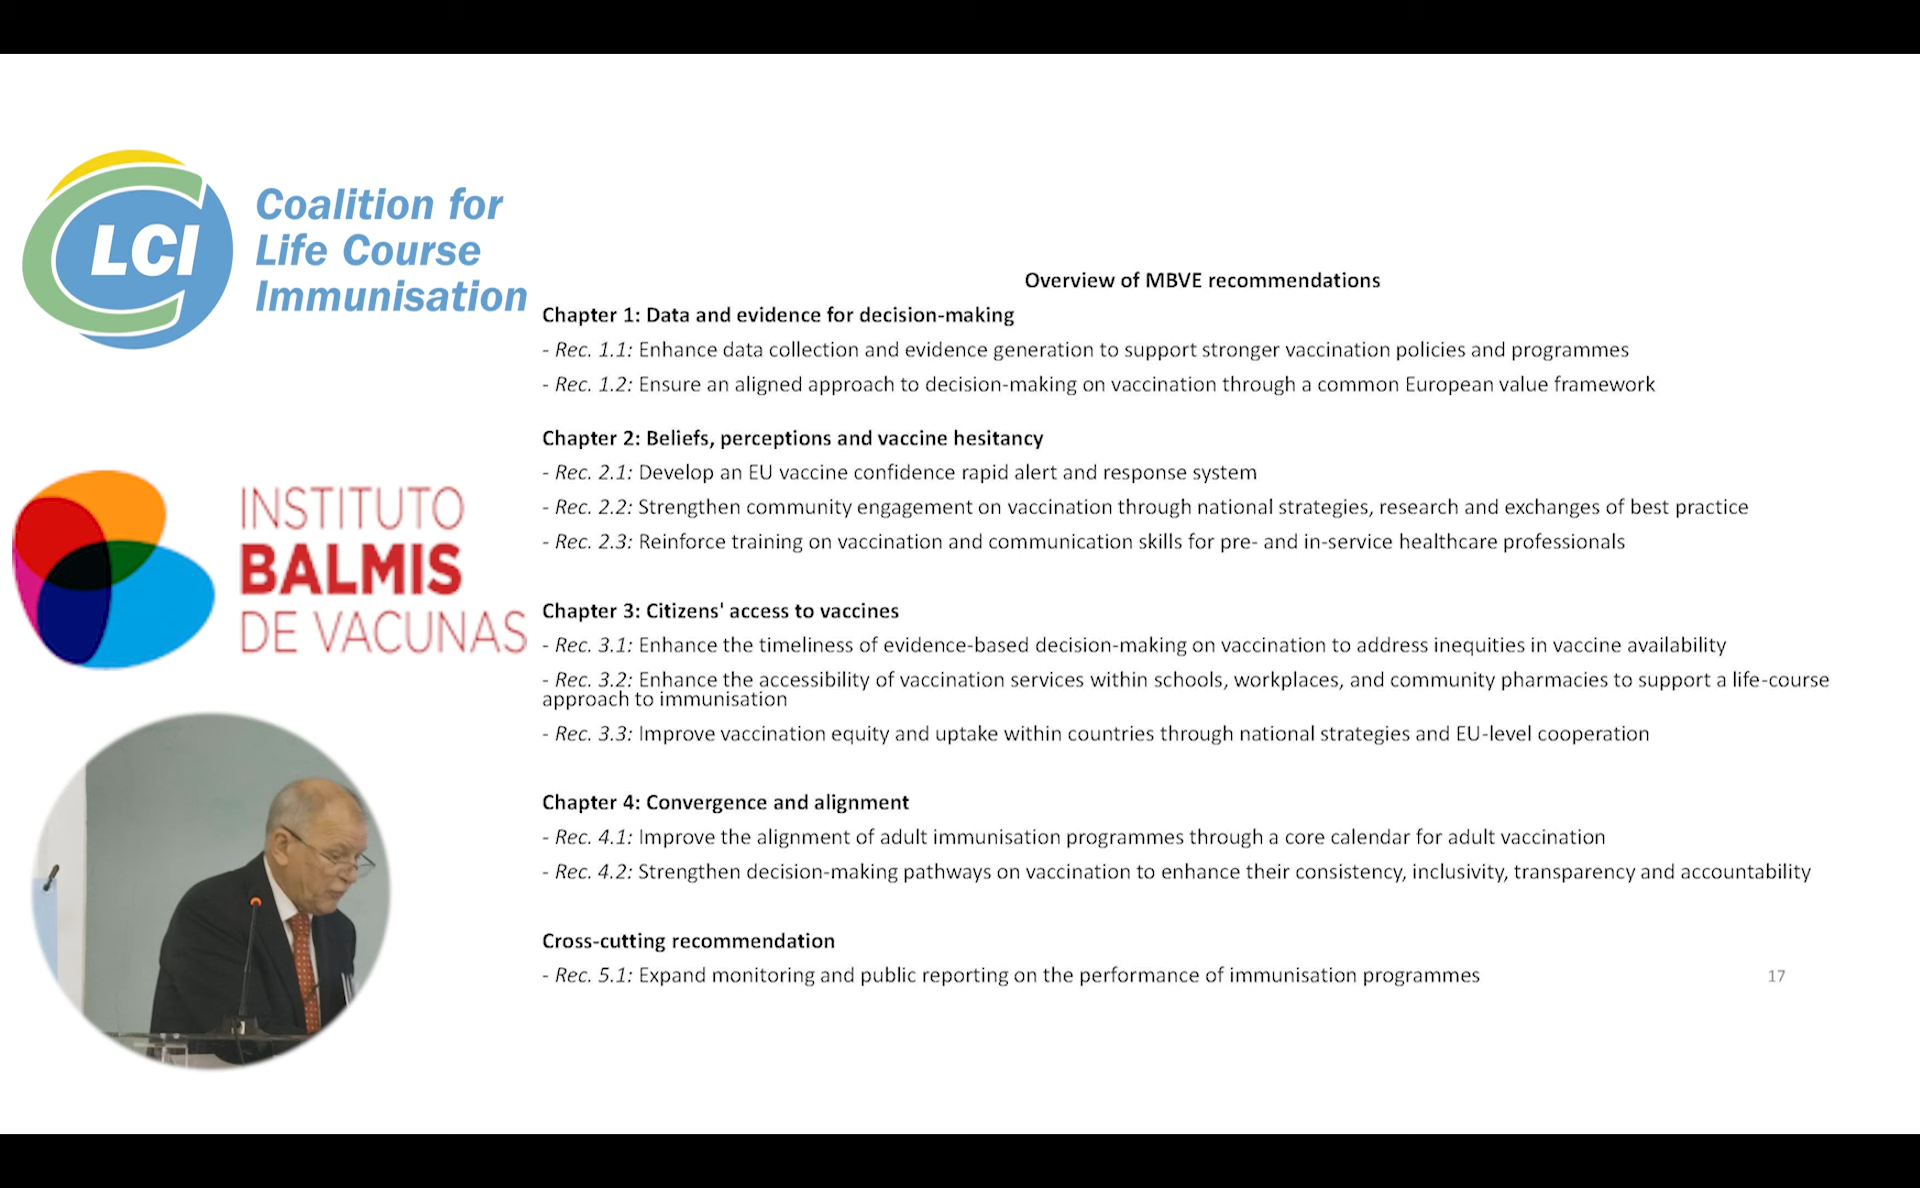 LCI
Coalition for
Life Course
Immunisation
INSTITUTO
BALMIS
DE VACUNAS
Overview of MBVE recommendations
Chapter 1: Data and evidence for decision-making
- Rec. 1.1: Enhance data collection and evidence generation to support stronger vaccination policies and programmes
- Rec. 1.2: Ensure an aligned approach to decision-making on vaccination through a common European value framework
Chapter 2: Beliefs, perceptions and vaccine hesitancy
- Rec. 2.1: Develop an EU vaccine confidence rapid alert and response system
- Rec. 2.2: Strengthen community engagement on vaccination through national strategies, research and exchanges of best practice
- Rec. 2.3: Reinforce training on vaccination and communication skills for pre- and in-service healthcare professionals
Chapter 3: Citizens' access to vaccines
- Rec. 3.1: Enhance the timeliness of evidence-based decision-making on vaccination to address inequities in vaccine availability
- Rec. 3.2: Enhance the accessibility of vaccination services within schools, workplaces, and community pharmacies to support a life-course
approach to immunisation
- Rec. 3.3: Improve vaccination equity and uptake within countries through national strategies and EU-level cooperation
Chapter 4: Convergence and alignment
- Rec. 4.1: Improve the alignment of adult immunisation programmes through a core calendar for adult vaccination
- Rec. 4.2: Strengthen decision-making pathways on vaccination to enhance their consistency, inclusivity, transparency and accountability
Cross-cutting recommendation
- Rec. 5.1: Expand monitoring and public reporting on the performance of immunisation programmes
17